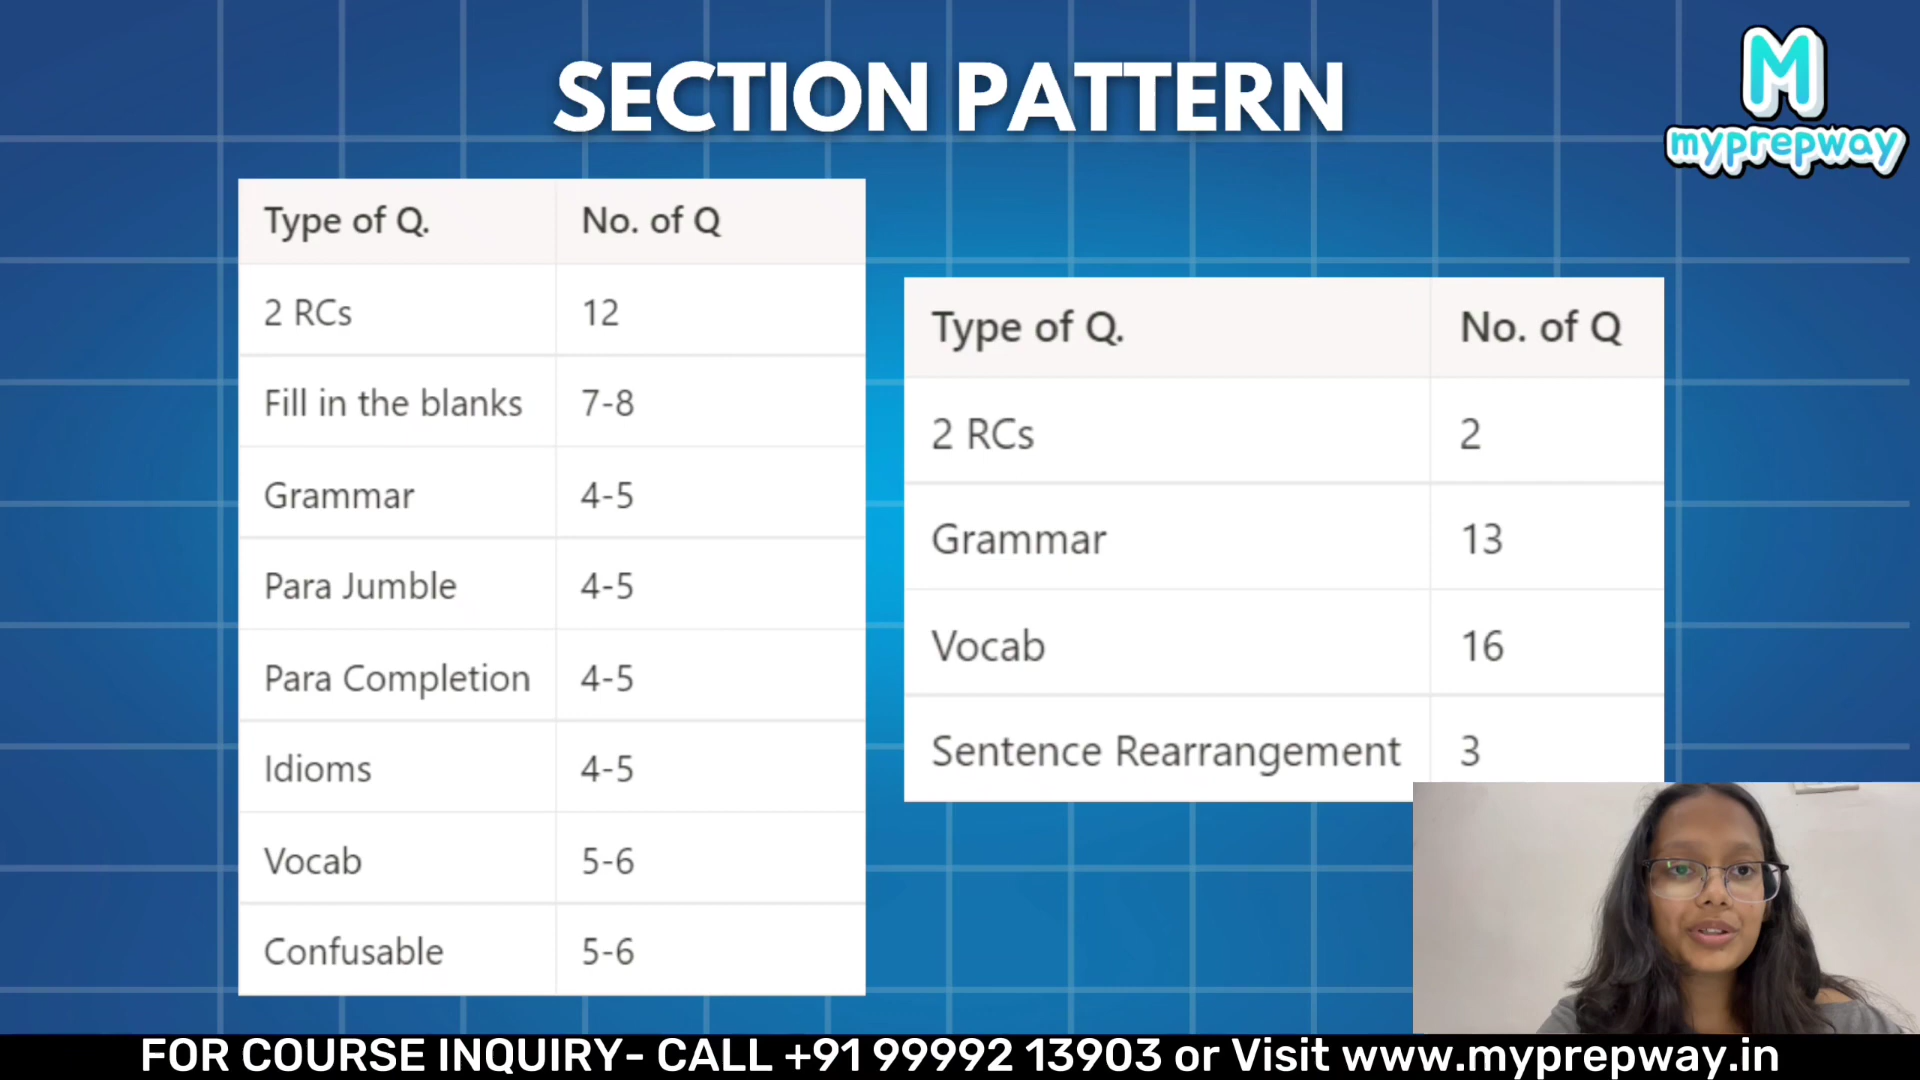 SECTION PATTERN
M
myprepway
Type of Q. No. of Q
2 RCs 12
Fill in the blanks 7-8
Grammar 4-5
Para Jumble 4-5
Para Completion 4-5
Idioms 4-5
Vocab 5-6
Confusable 5-6
Type of Q. No. of Q
2 RCs 2
Grammar 13
Vocab 16
Sentence Rearrangement 3
FOR COURSE INQUIRY- CALL +91 99992 13903 or Visit www.myprepway.in